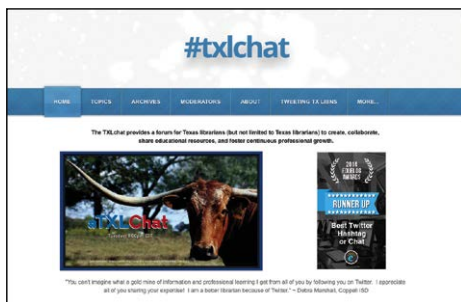 #txlchat
HOME TOPICS ARCHIVES MODERATORS ABOUT TWEETING TX LIBNS MORE...
The TXLchat provides a forum for Texas librarians (but not limited to Texas librarians) to create, collaborate,
share educational resources, and foster continuous professional growth.
#TXLChat
Tuesdays
2014
EDUBLOG
AWARDS
RUNNER UP
Best Twitter
Hashtag
or Chat
"You can't imagine what a gold mine of information and professional learning I get from all of you by following you on Twitter. I appreciate
all of you sharing your expertise! I am a better librarian because of Twitter." ~ Debra Marshall, Coppell ISD